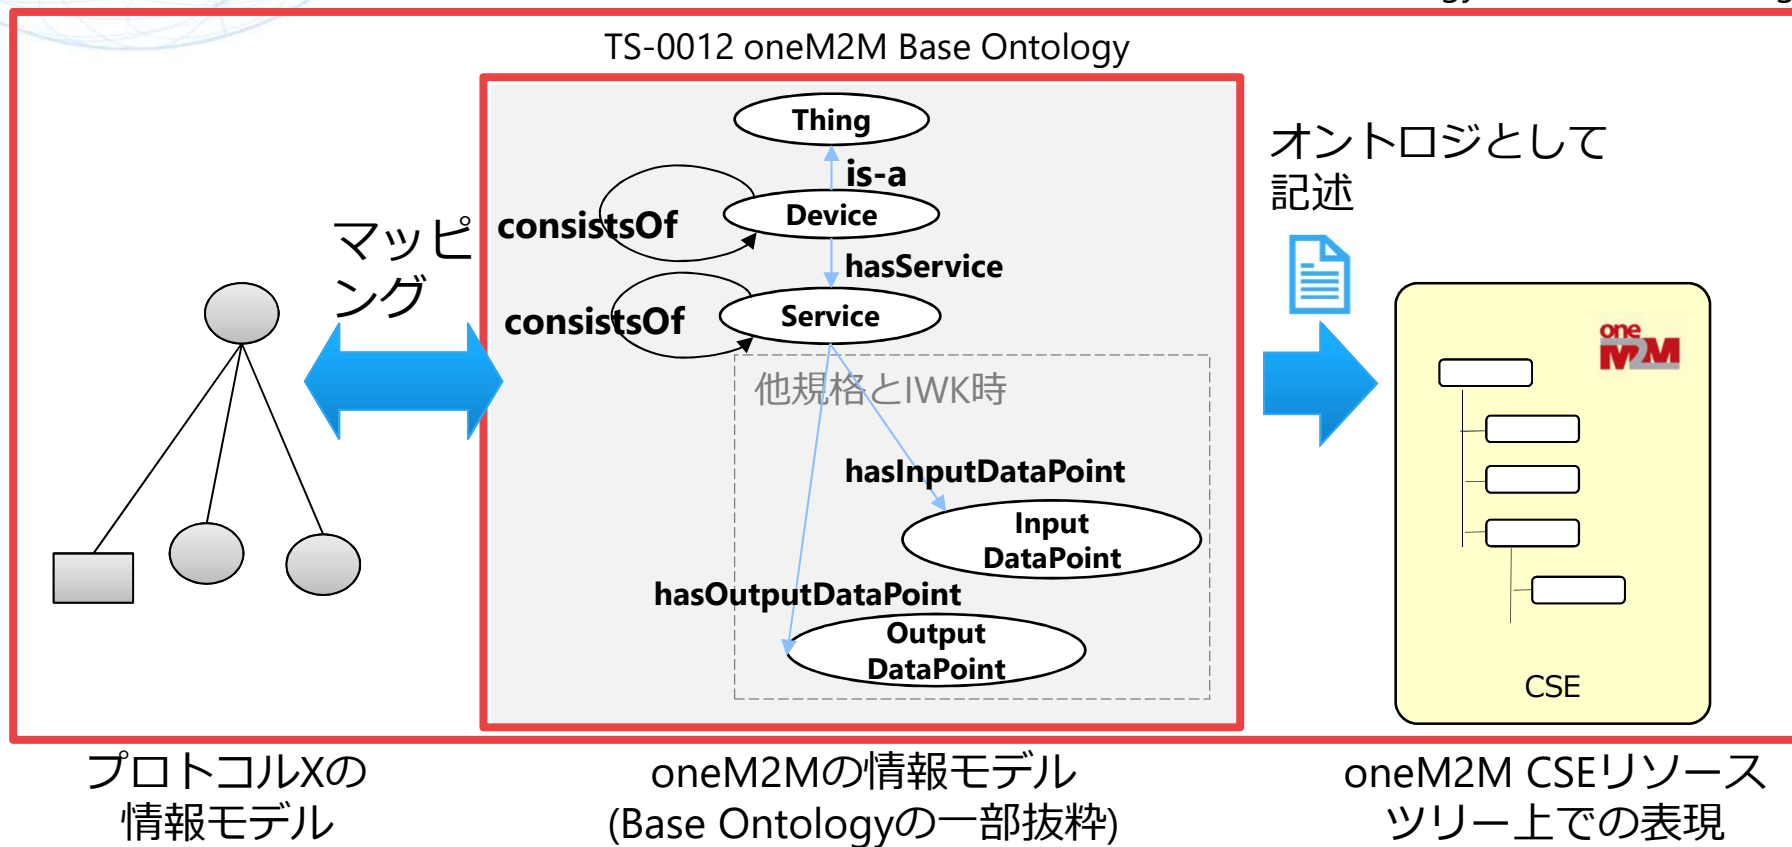 TS-0012 oneM2M Base Ontology
Thing
is-a
Device
consistsOf
hasService
Service
consistsOf
他規格とIWK時
hasInputDataPoint
Input
DataPoint
hasOutputDataPoint
Output
DataPoint
マッピ
ング
オントロジとして
記述
one
M2M
CSE
プロトコルXの
情報モデル
oneM2Mの情報モデル
(Base Ontologyの一部抜粋)
oneM2M CSEリソース
ツリー上での表現